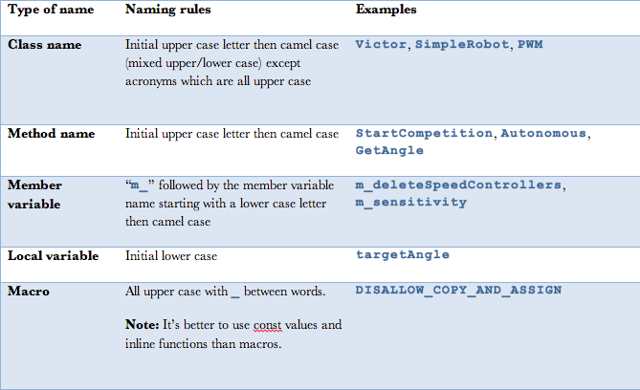 Type of name Naming rules Examples
Class name Initial upper case letter then camel case Victor, SimpleRobot, PWM
(mixed upper/lower case) except
acronyms which are all upper
case
Method name Initial upper case letter then camel case StartCompetition, Autonomous,
GetAngle
Member “m_” followed by the member variable m_deleteSpeedControllers,
variable name starting with a lower case letter m_sensitivity
then camel case
Local variable Initial lower case targetAngle
Macro All upper case with _ between words. DISALLOW_COPY_AND_ASSIGN
Note: It’s better to use const values and
inline functions than macros.